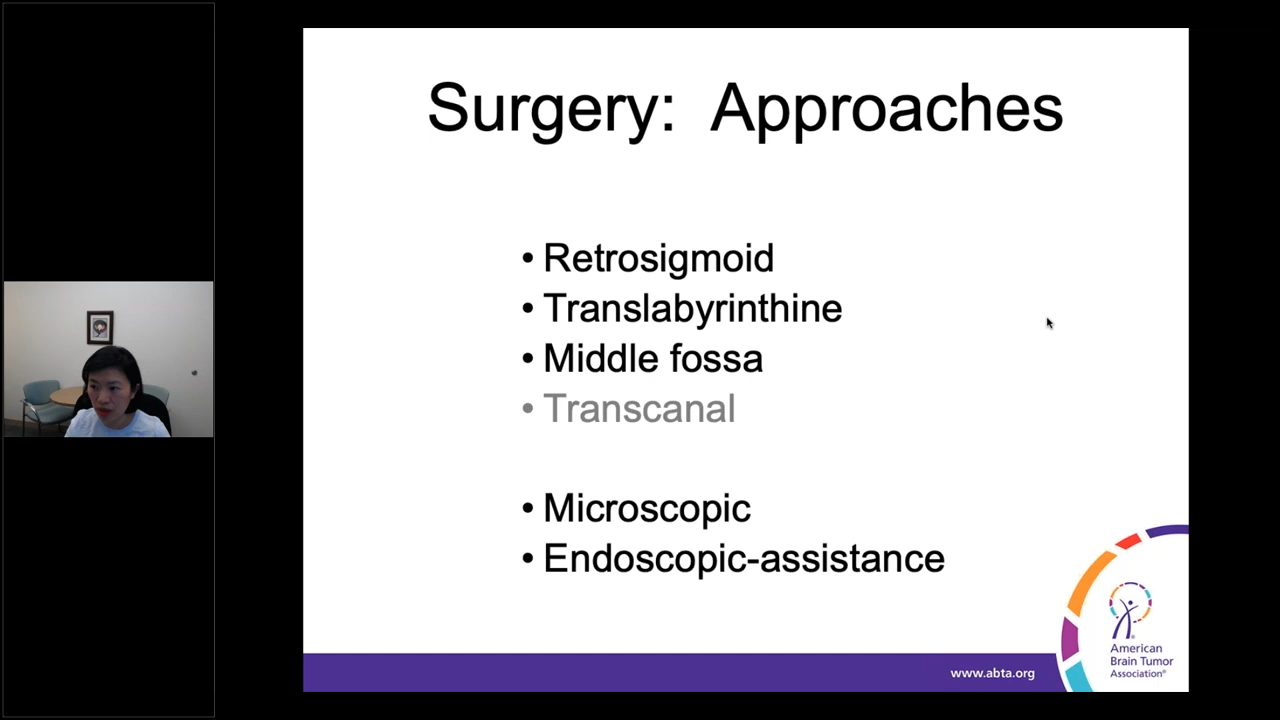 Surgery: Approaches
• Retrosigmoid
• Translabyrinthine
• Middle fossa
• Transcanal
• Microscopic
• Endoscopic-assistance
www.abta.org
American
Brain Tumor
Association®